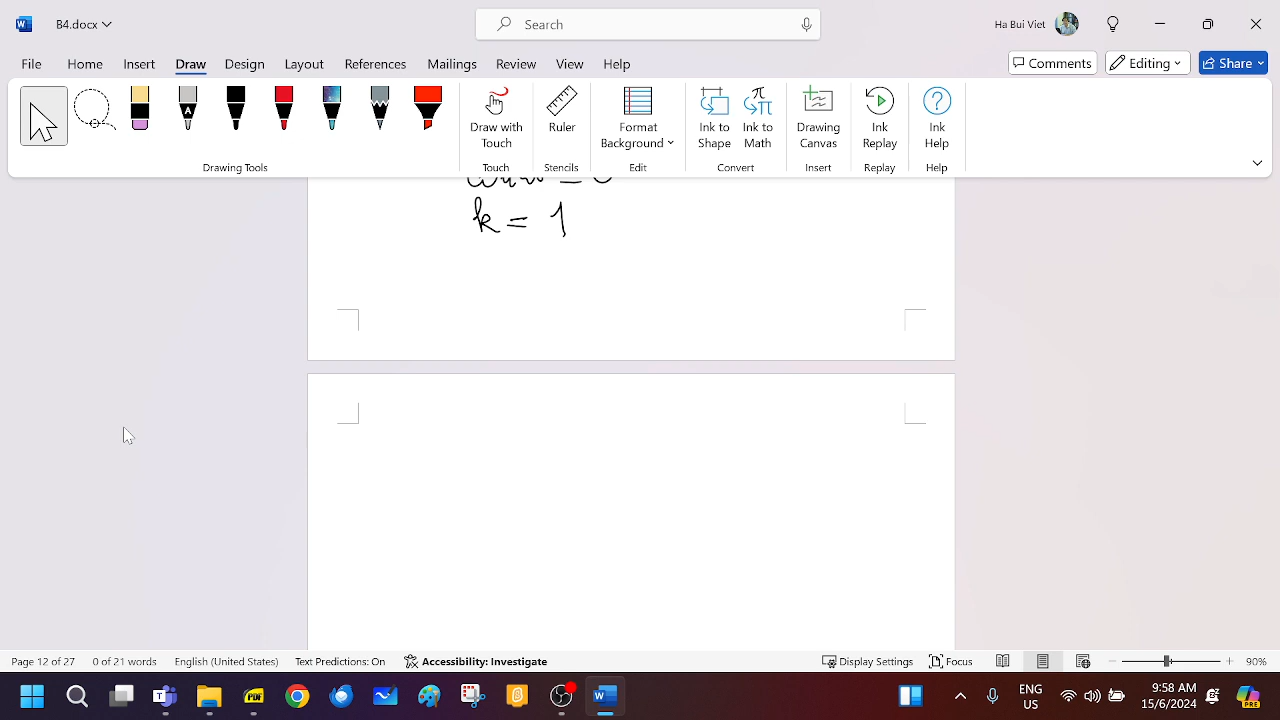 B4.docx
Search
Ha Bui Viet
File Home Insert Draw Design Layout References Mailings Review View Help
Comments Editing Share
A
Draw with Touch Ruler Format Background Ink to Shape Ink to Math Drawing Canvas Ink Replay Ink Help
Drawing Tools Touch Stencils Edit Convert Insert Replay Help
k = 1
Page 12 of 27 0 of 21 words English (United States) Text Predictions: On Accessibility: Investigate Display Settings Focus 90%
PDF
ENG
US
9:58 AM
15/6/2024
PRE